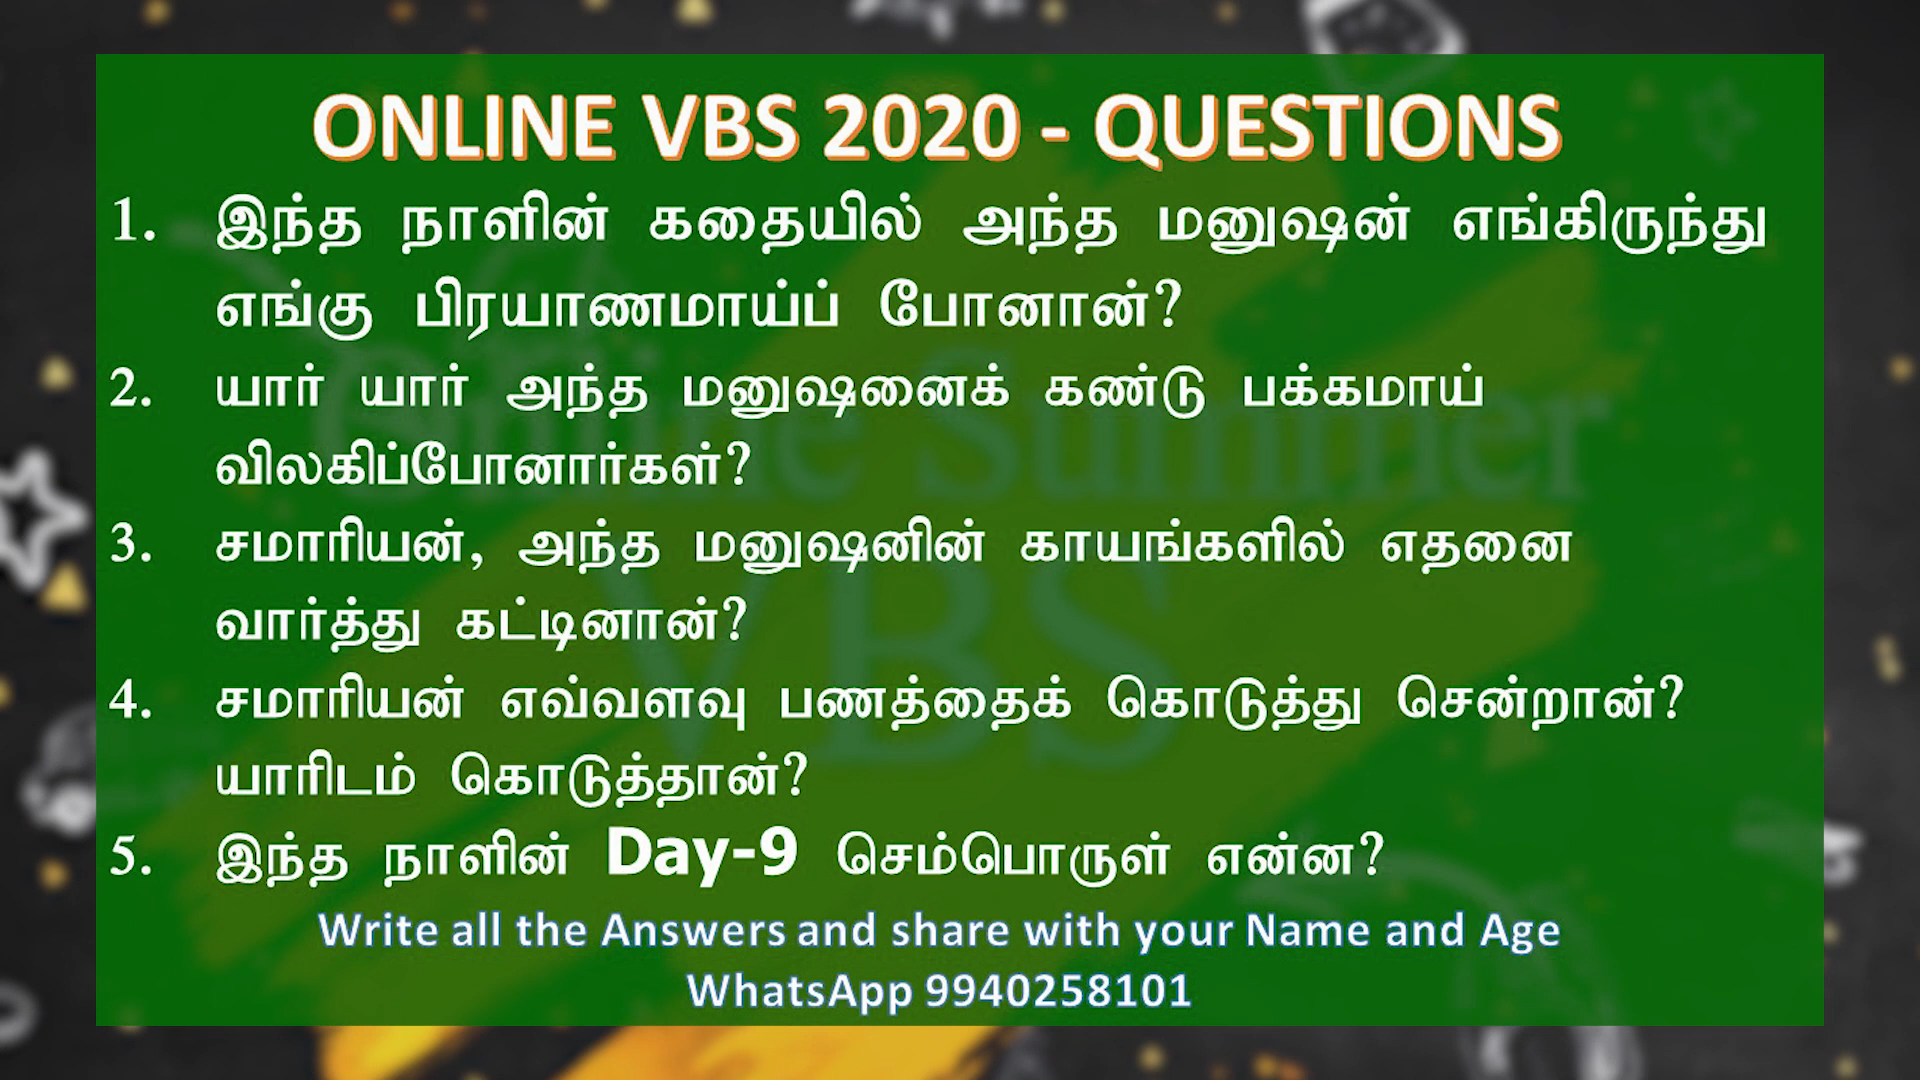 ONLINE VBS 2020 - QUESTIONS
1. இந்த நாளின் கதையில் அந்த மனுஷன் எங்கிருந்து
எங்கு பிரயாணமாய்ப் போனான்?
2. யார் யார் அந்த மனுஷனைக் கண்டு பக்கமாய்
விலகிப்போனார்கள்?
3. சமாரியன், அந்த மனுஷனின் காயங்களில் எதனை
வார்த்து கட்டினான்?
4. சமாரியன் எவ்வளவு பணத்தைக் கொடுத்து சென்றான்?
யாரிடம் கொடுத்தான்?
5. இந்த நாளின் Day-9 செம்பொருள் என்ன?
Write all the Answers and share with your Name and Age
WhatsApp 9940258101
Online Summer
VBS